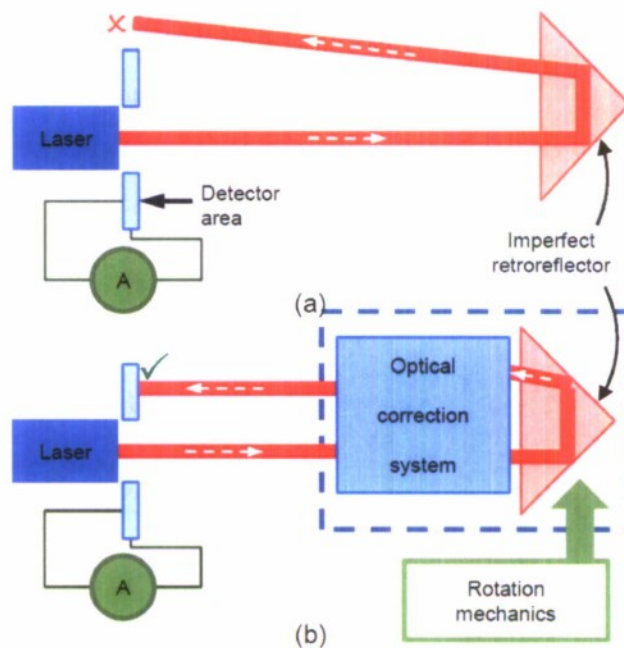 Laser
Detector
area
A
Imperfect
retroreflector
(a)
Optical
correction
system
Laser
A
Rotation
mechanics
(b)